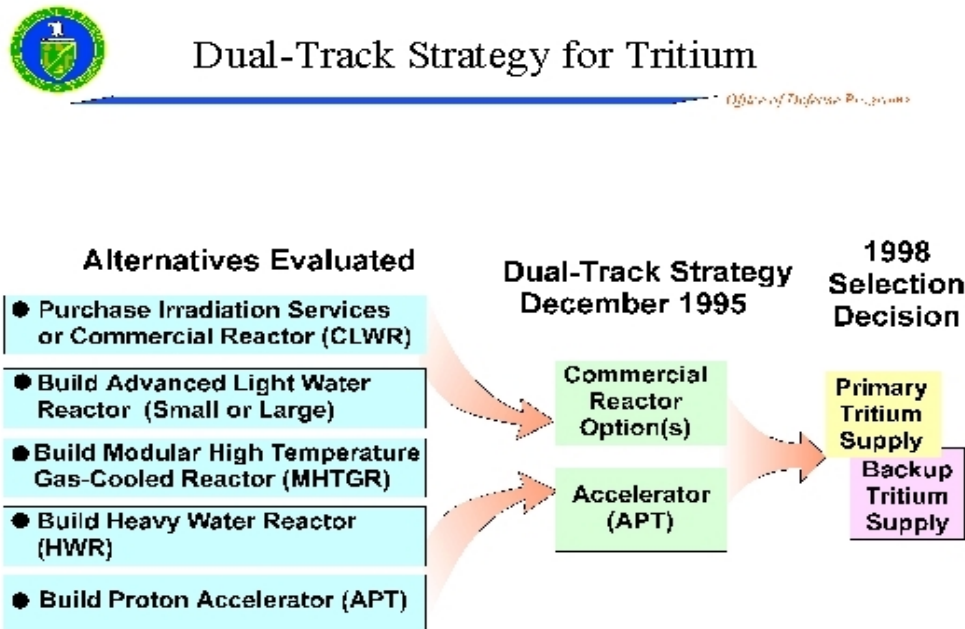 Dual-Track Strategy for Tritium
Office of Defense Programs
Alternatives Evaluated
● Purchase Irradiation Services
or Commercial Reactor (CLWR)
● Build Advanced Light Water
Reactor (Small or Large)
● Build Modular High Temperature
Gas-Cooled Reactor (MHTGR)
● Build Heavy Water Reactor
(HWR)
● Build Proton Accelerator (APT)
Dual-Track Strategy
December 1995
Commercial
Reactor
Option(s)
Accelerator
(APT)
1998
Selection
Decision
Primary
Tritium
Supply
Backup
Tritium
Supply